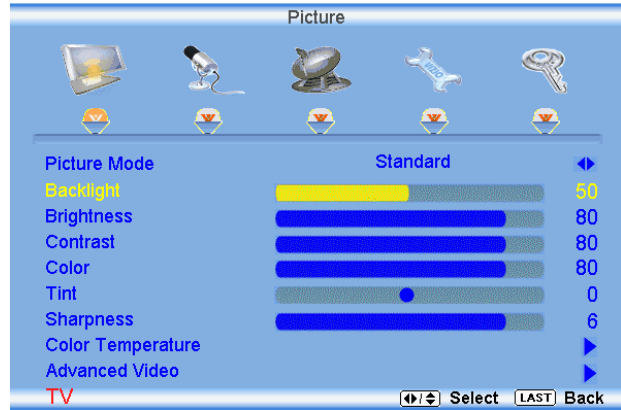 Picture
VIZIO
Picture Mode Standard
Backlight 50
Brightness 80
Contrast 80
Color 80
Tint 0
Sharpness 6
Color Temperature
Advanced Video
TV Select LAST Back